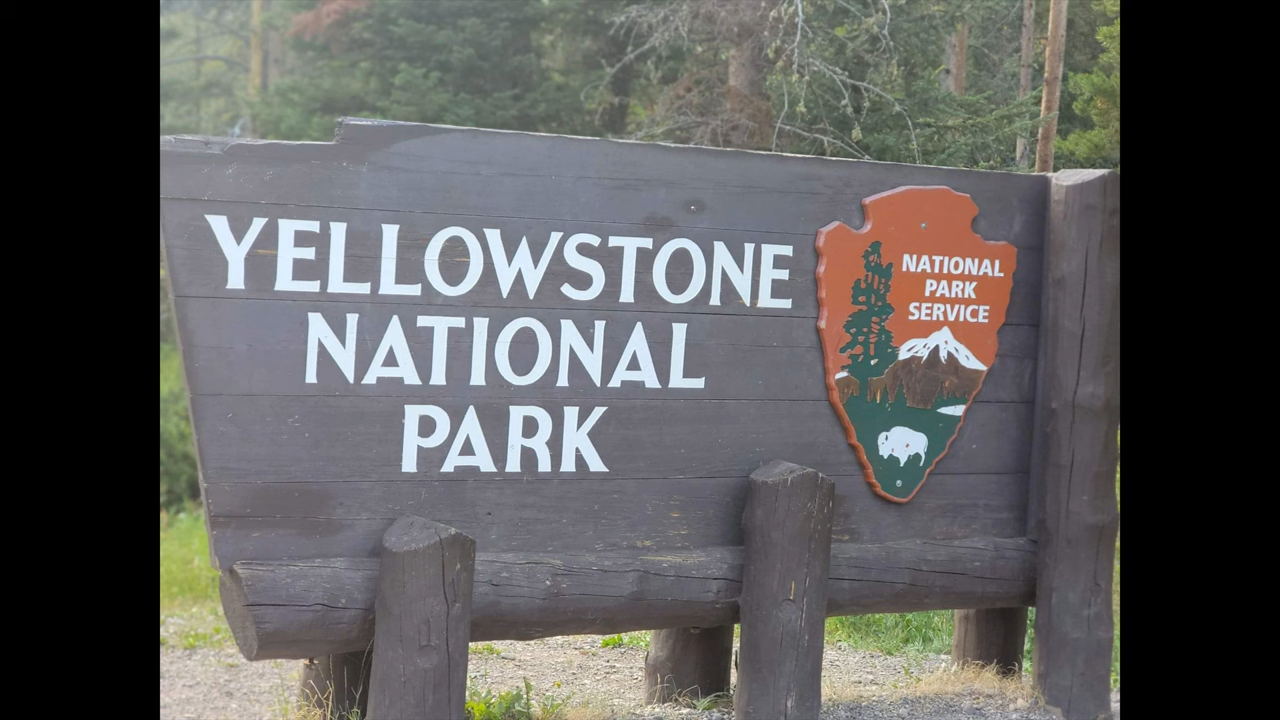 YELLOWSTONE
NATIONAL
PARK
NATIONAL
PARK
SERVICE